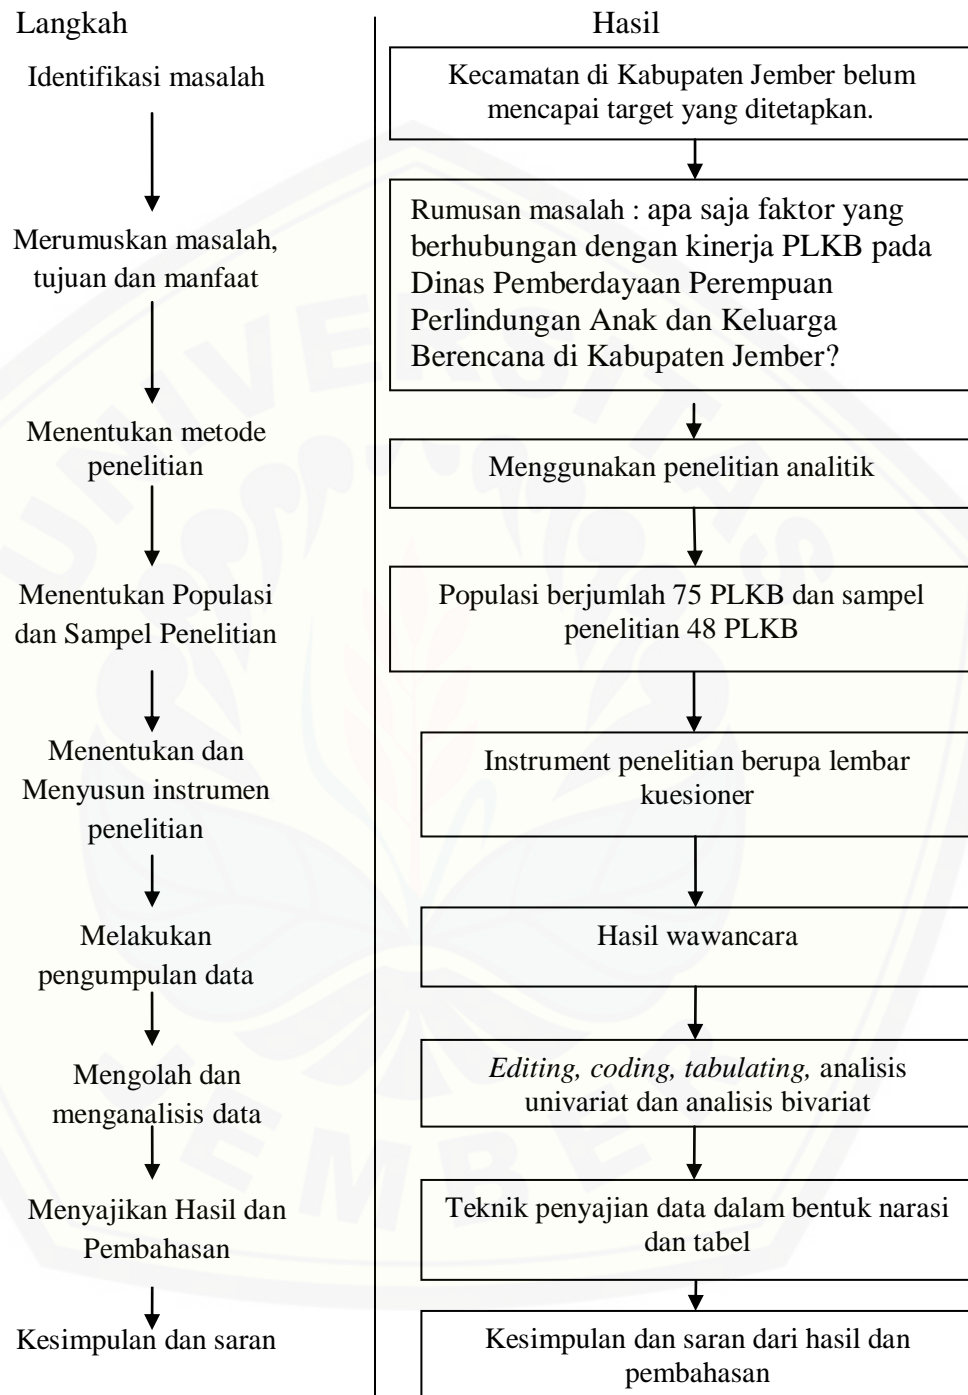 Langkah
Hasil
Identifikasi masalah
Kecamatan di Kabupaten Jember belum
mencapai target yang ditetapkan.
Merumuskan masalah,
tujuan dan manfaat
Rumusan masalah : apa saja faktor yang
berhubungan dengan kinerja PLKB pada
Dinas Pemberdayaan Perempuan
Perlindungan Anak dan Keluarga
Berencana di Kabupaten Jember?
Menentukan metode
penelitian
Menggunakan penelitian analitik
Menentukan Populasi
dan Sampel Penelitian
Populasi berjumlah 75 PLKB dan sampel
penelitian 48 PLKB
Menentukan dan
Menyusun instrumen
penelitian
Instrument penelitian berupa lembar
kuesioner
Melakukan
pengumpulan data
Hasil wawancara
Mengolah dan
menganalisis data
Editing, coding, tabulating, analisis
univariat dan analisis bivariat
Menyajikan Hasil dan
Pembahasan
Teknik penyajian data dalam bentuk narasi
dan tabel
Kesimpulan dan saran
Kesimpulan dan saran dari hasil dan
pembahasan
UNIVERSITAS
JEMBER